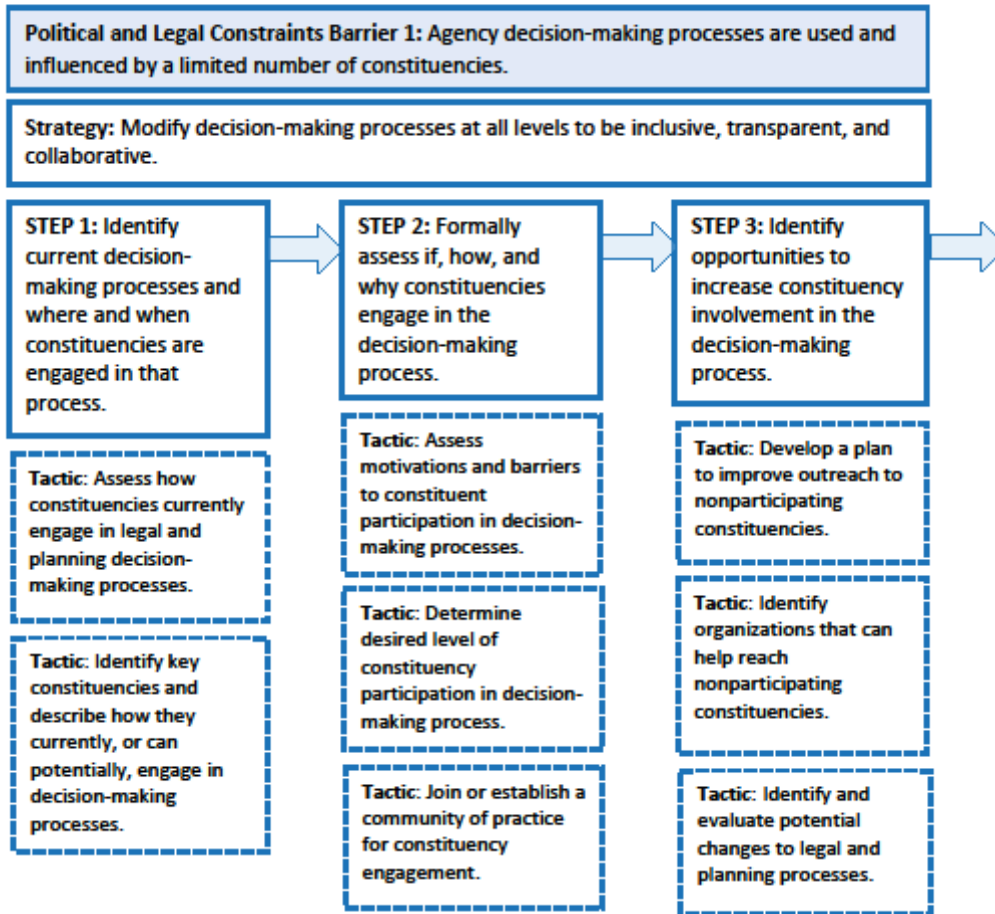 Political and Legal Constraints Barrier 1: Agency decision-making processes are used and
influenced by a limited number of constituencies.
Strategy: Modify decision-making processes at all levels to be inclusive, transparent, and
collaborative.
STEP 1: Identify
current decision-
making processes and
where and when
constituencies are
engaged in that
process.
Tactic: Assess how
constituencies currently
engage in legal and
planning decision-
making processes.
Tactic: Identify key
constituencies and
describe how they
currently, or can
potentially, engage in
decision-making
processes.
STEP 2: Formally
assess if, how, and
why constituencies
engage in the
decision-making
process.
Tactic: Assess
motivations and barriers
to constituent
participation in decision-
making processes.
Tactic: Determine
desired level of
constituency
participation in decision-
making process.
Tactic: Join or establish a
community of practice
for constituency
engagement.
STEP 3: Identify
opportunities to
increase constituency
involvement in the
decision-making
process.
Tactic: Develop a plan
to improve outreach to
nonparticipating
constituencies.
Tactic: Identify
organizations that can
help reach
nonparticipating
constituencies.
Tactic: Identify and
evaluate potential
changes to legal and
planning processes.